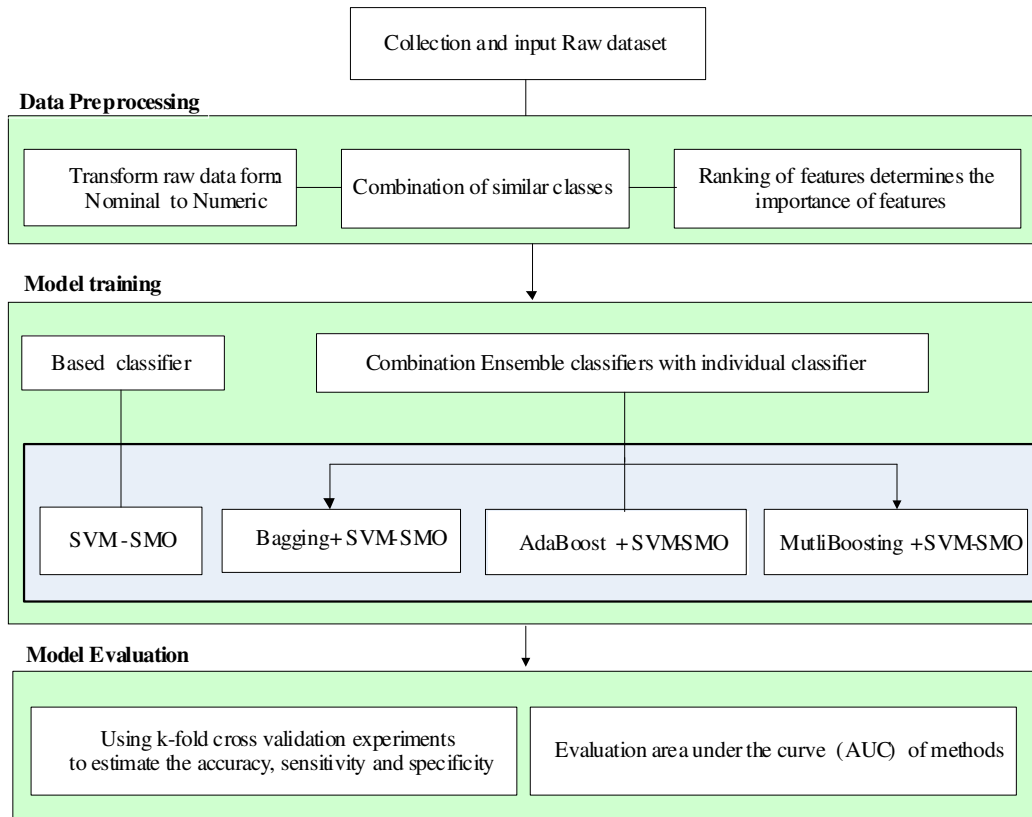 Collection and input Raw dataset
Data Preprocessing
Transform raw data form:
Nominal to Numeric
Combination of similar classes
Ranking of features determines the
importance of features
Model training
Based classifier
Combination Ensemble classifiers with individual classifier
SVM-SMO
Bagging+ SVM-SMO
AdaBoost +SVM-SMO
MutliBoosting +SVM-SMO
Model Evaluation
Using k-fold cross validation experiments
to estimate the accuracy, sensitivity and specificity
Evaluation area under the curve (AUC) of methods